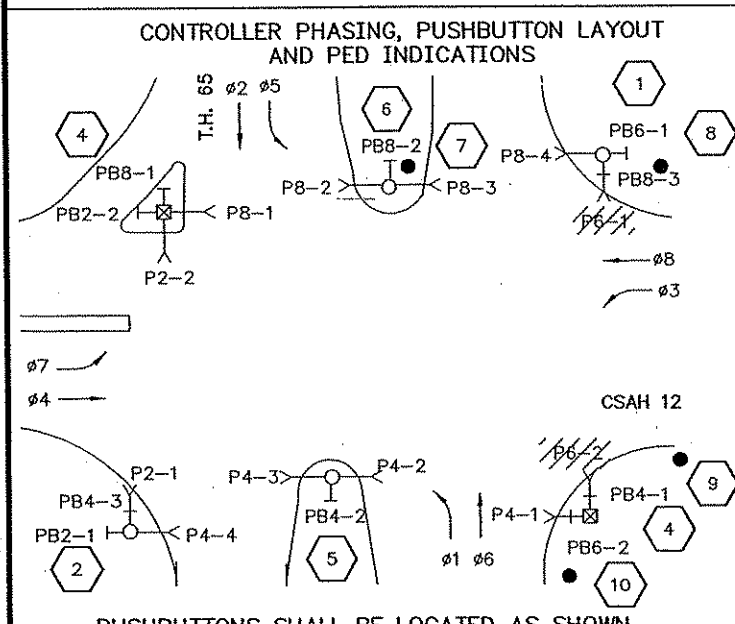 CONTROLLER PHASING, PUSHBUTTON LAYOUT
AND PED INDICATIONS
T.H. 65
ø2 ø5
1
6
4
7
8
PB8-2
PB6-1
PB8-1
P8-4
PB8-3
P8-2
P8-3
PB2-2
P8-1
P6-1
P2-2
ø8
ø3
ø7
ø4
CSAH 12
P6-2
P2-1
P4-3
P4-2
PB4-3
PB4-1
9
PB2-1
P4-4
PB4-2
P4-1
4
PB6-2
2
5
ø1 ø6
10
PUSHBUTTONS SHALL BE LOCATED AS SHOWN